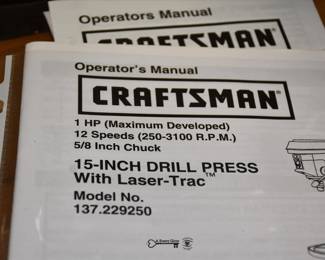 Operators Manual
CRAFTSMAN
Operator's Manual
CRAFTSMAN®
1 HP (Maximum Developed)
12 Speeds (250-3100 R.P.M.)
5/8 Inch Chuck
15-INCH DRILL PRESS
With Laser-Trac™
Model No.
137.229250